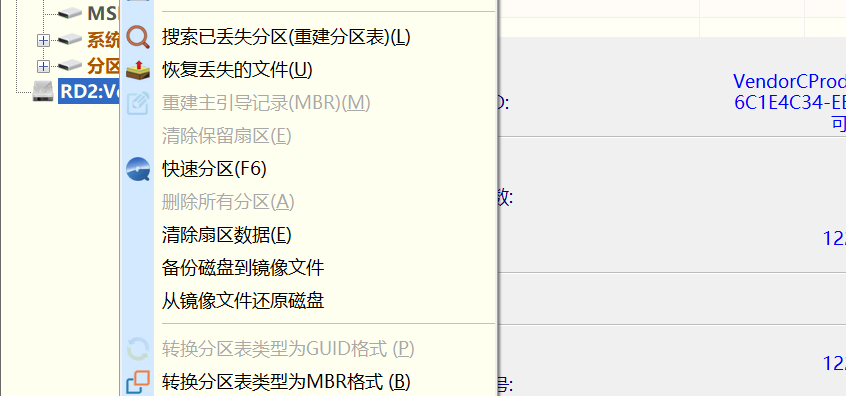 MS
系统
分区
RD2:Ve
搜索已丢失分区(重建分区表)(L)
恢复丢失的文件(U)
重建主引导记录(MBR)(M)
清除保留扇区(E)
快速分区(F6)
删除所有分区(A)
清除扇区数据(E)
备份磁盘到镜像文件
从镜像文件还原磁盘
转换分区表类型为GUID格式 (P)
转换分区表类型为MBR格式 (B)
VendorCProd
6C1E4C34-EE
可
数:
12
12
号: